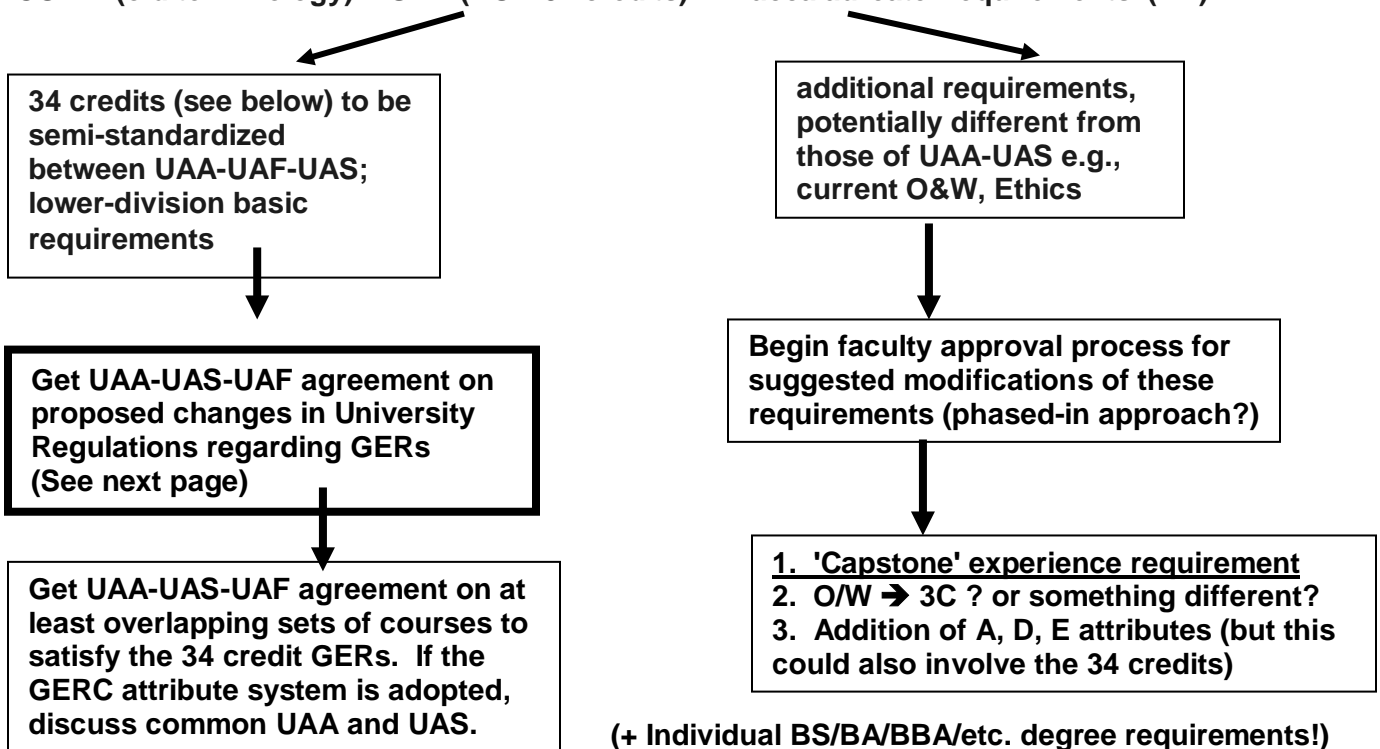 34 credits (see below) to be
semi-standardized
between UAA-UAF-UAS;
lower-division basic
requirements
additional requirements,
potentially different from
those of UAA-UAS e.g.,
current O&W, Ethics
Get UAA-UAS-UAF agreement on
proposed changes in University
Regulations regarding GERs
(See next page)
Begin faculty approval process for
suggested modifications of these
requirements (phased-in approach?)
Get UAA-UAS-UAF agreement on at
least overlapping sets of courses to
satisfy the 34 credit GERs. If the
GERC attribute system is adopted,
discuss common UAA and UAS.
1. 'Capstone' experience requirement
2. O/W ➔ 3C ? or something different?
3. Addition of A, D, E attributes (but this
could also involve the 34 credits)
(+ Individual BS/BA/BBA/etc. degree requirements!)